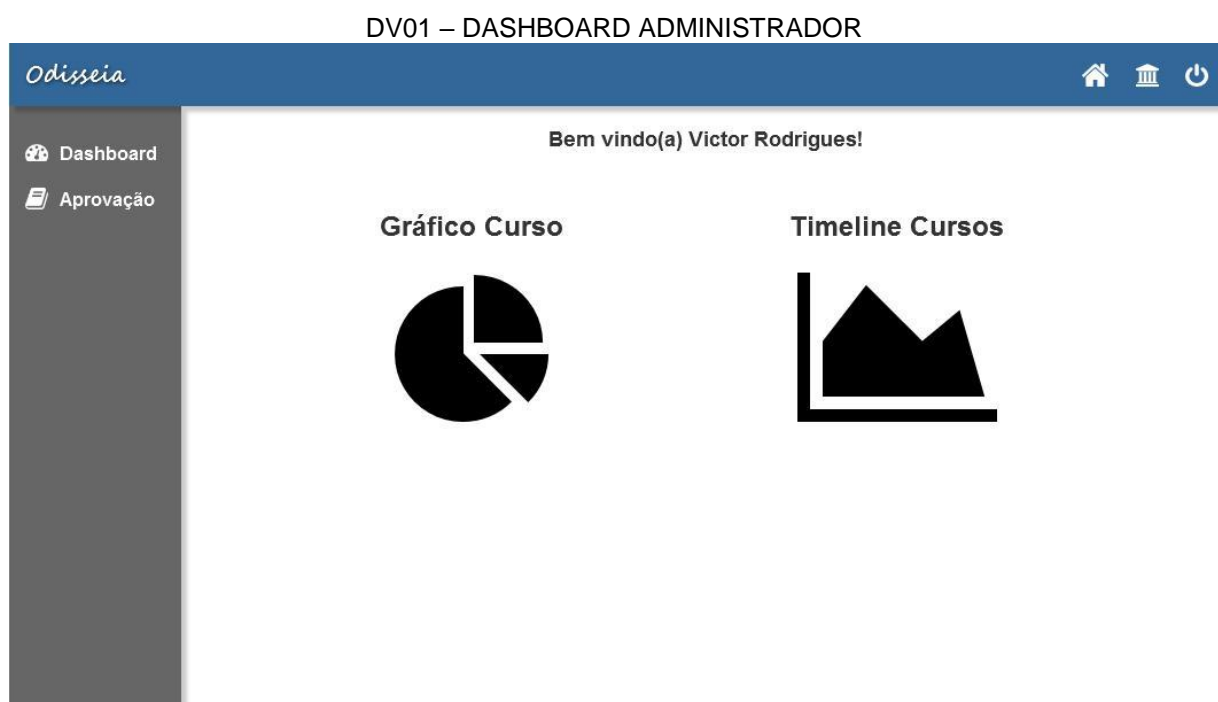 DV01 – DASHBOARD ADMINISTRADOR
Odisseia
Dashboard
Aprovação
Bem vindo(a) Victor Rodrigues!
Gráfico Curso
Timeline Cursos